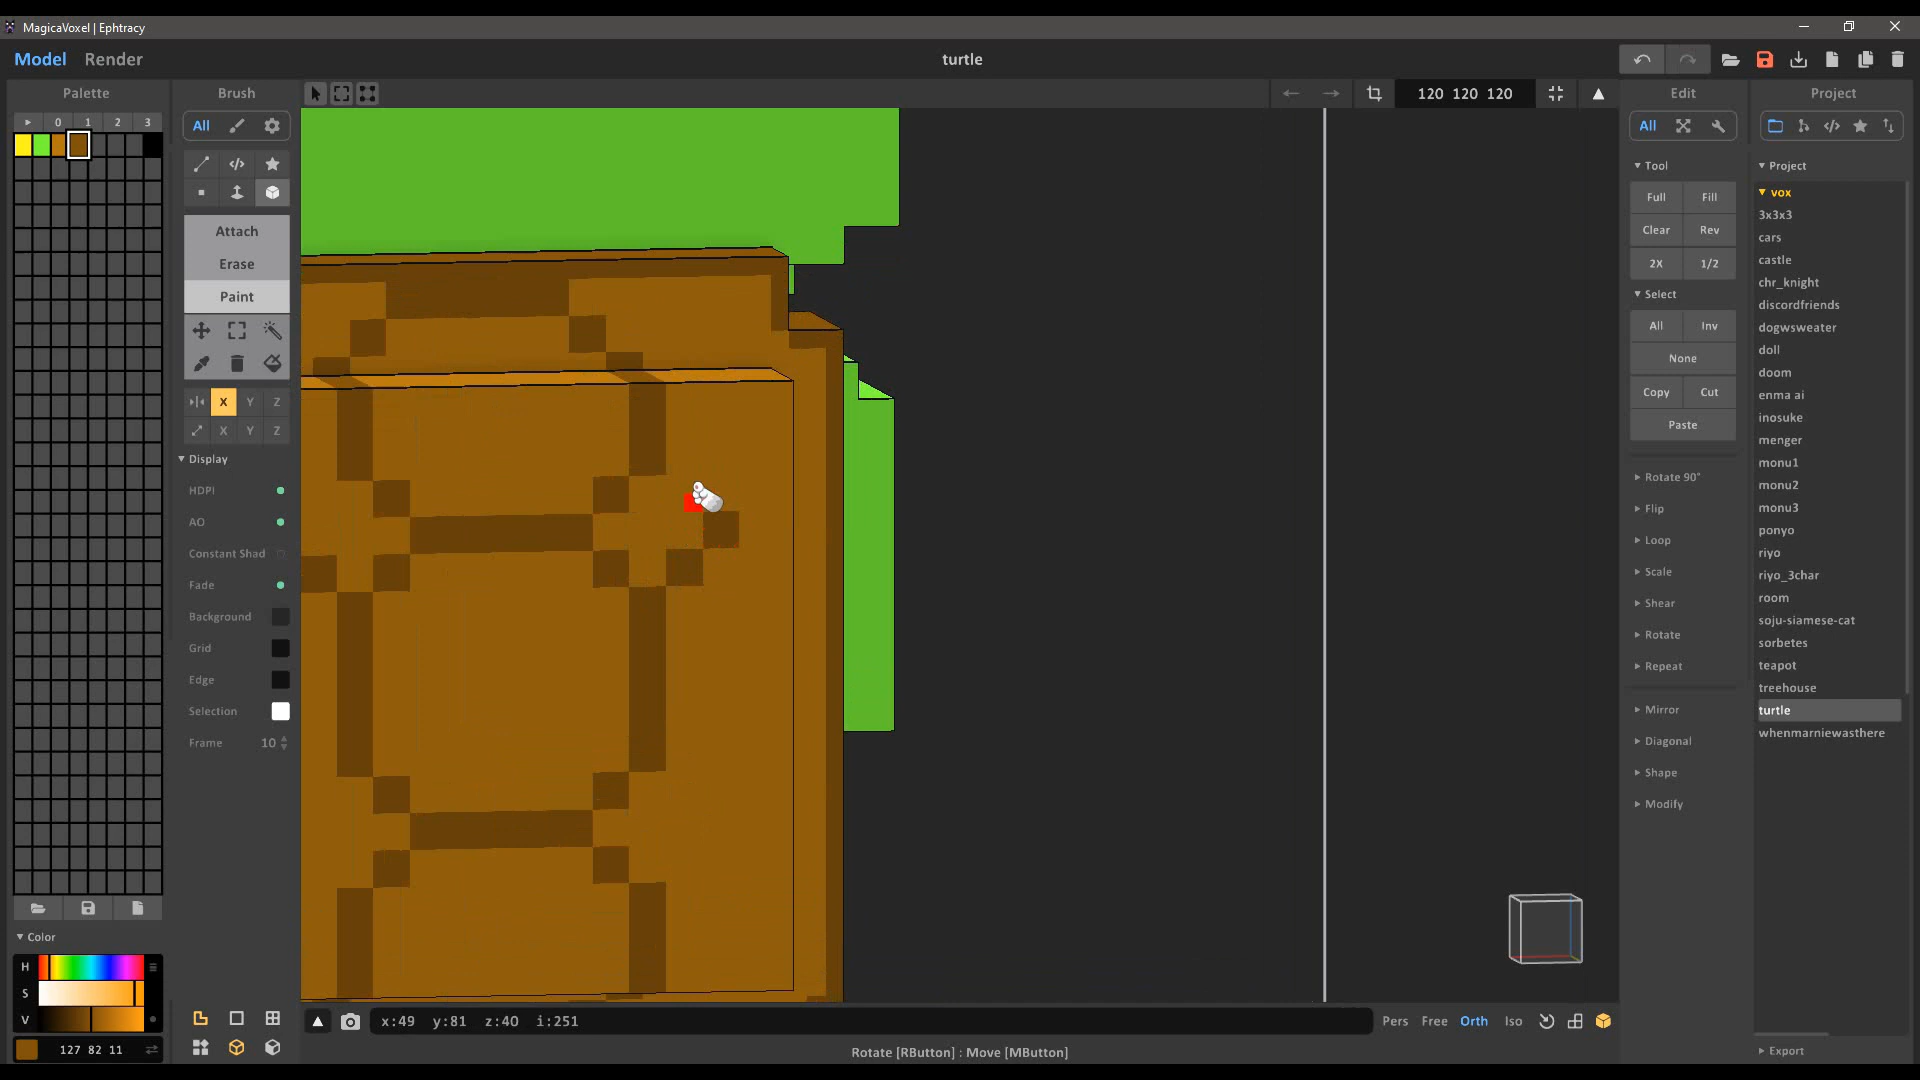 MagicaVoxel | Ephtracy
Model Render
turtle
Palette
Brush
120 120 120
Edit
Project
0 1 2 3
All
All
Attach
Erase
Paint
X Y Z
X Y Z
Display
HDPI
AO
Constant Shad
Fade
Background
Grid
Edge
Selection
Frame 10
Tool
Full Fill
Clear Rev
2X 1/2
Select
All Inv
None
Copy Cut
Paste
Rotate 90°
Flip
Loop
Scale
Shear
Rotate
Repeat
Mirror
Diagonal
Shape
Modify
Project
vox
3x3x3
cars
castle
chr_knight
discordfriends
dogwsweater
doll
doom
enma ai
inosuke
menger
monu1
monu2
monu3
ponyo
riyo
riyo_3char
room
soju-siamese-cat
sorbetes
teapot
treehouse
turtle
whenmarniewasthere
Export
Color
H
S
V
127 82 11
x:49 y:81 z:40 i:251
Pers Free Orth Iso
Rotate [RButton] : Move [MButton]